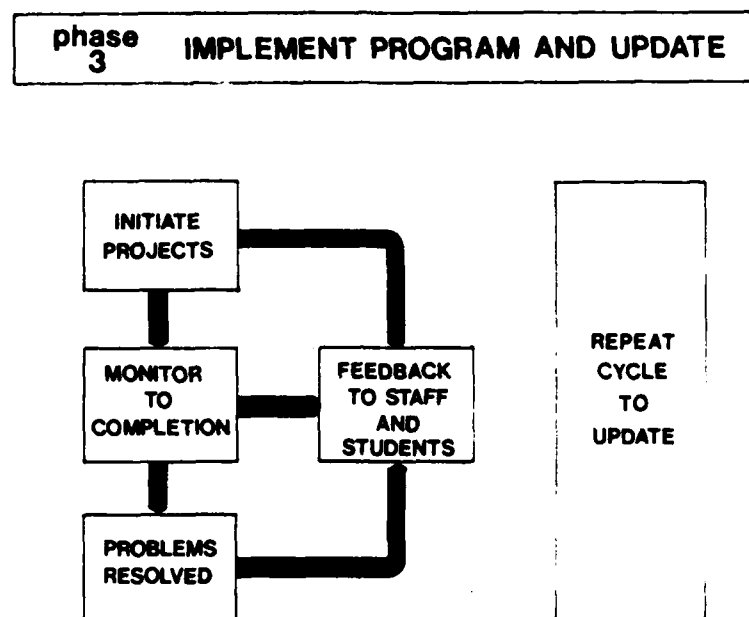 phase
3
IMPLEMENT PROGRAM AND UPDATE
INITIATE
PROJECTS
MONITOR
TO
COMPLETION
FEEDBACK
TO STAFF
AND
STUDENTS
PROBLEMS
RESOLVED
REPEAT
CYCLE
TO
UPDATE